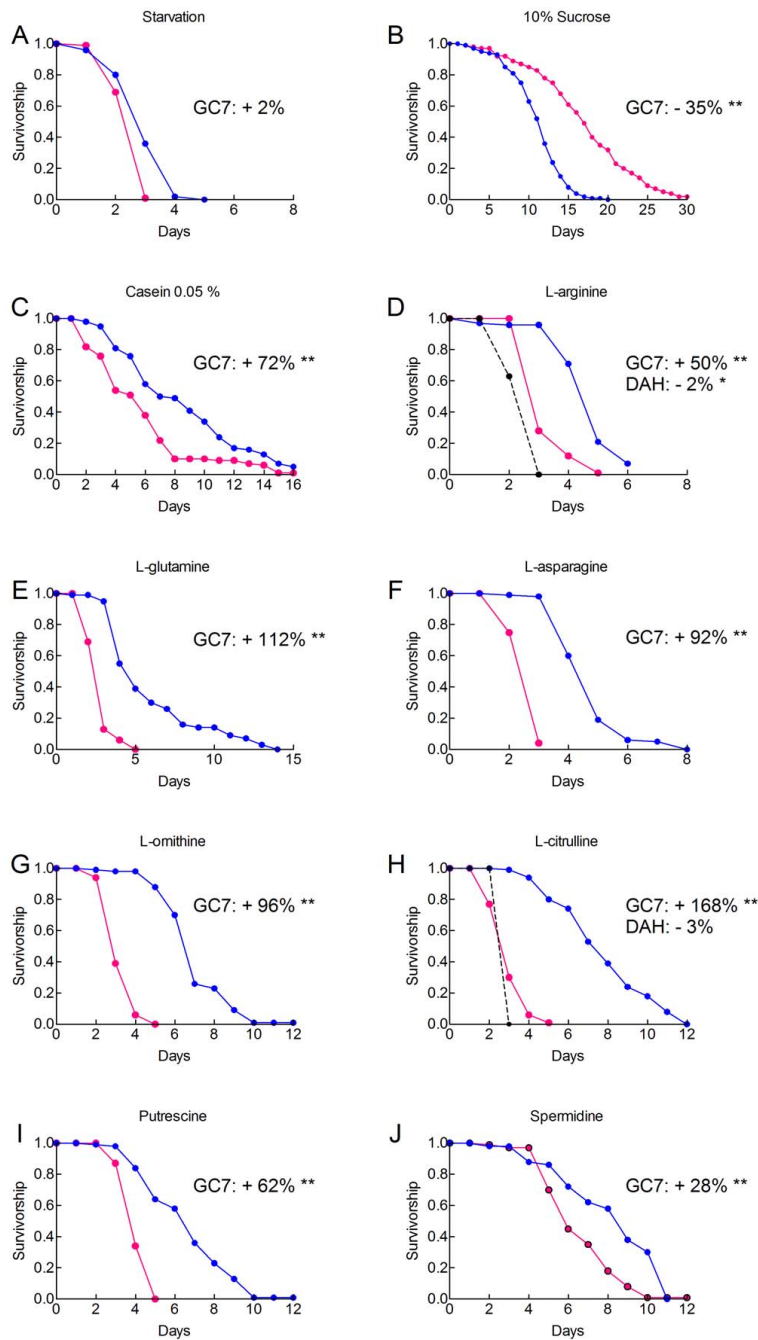 A
Starvation
Survivorship
1.0
0.8
0.6
0.4
0.2
0.0
GC7: + 2%
0 2 4 6 8
Days
B
10% Sucrose
Survivorship
1.0
0.8
0.6
0.4
0.2
0.0
GC7: - 35% **
0 5 10 15 20 25 30
Days
C
Casein 0.05 %
Survivorship
1.0
0.8
0.6
0.4
0.2
0.0
GC7: + 72% **
0 2 4 6 8 10 12 14 16
Days
D
L-arginine
Survivorship
1.0
0.8
0.6
0.4
0.2
0.0
GC7: + 50% **
DAH: - 2% *
0 2 4 6 8
Days
E
L-glutamine
Survivorship
1.0
0.8
0.6
0.4
0.2
0.0
GC7: + 112% **
0 5 10 15
Days
F
L-asparagine
Survivorship
1.0
0.8
0.6
0.4
0.2
0.0
GC7: + 92% **
0 2 4 6 8
Days
G
L-ornithine
Survivorship
1.0
0.8
0.6
0.4
0.2
0.0
GC7: + 96% **
0 2 4 6 8 10 12
Days
H
L-citrulline
Survivorship
1.0
0.8
0.6
0.4
0.2
0.0
GC7: + 168% **
DAH: - 3%
0 2 4 6 8 10 12
Days
I
Putrescine
Survivorship
1.0
0.8
0.6
0.4
0.2
0.0
GC7: + 62% **
0 2 4 6 8 10 12
Days
J
Spermidine
Survivorship
1.0
0.8
0.6
0.4
0.2
0.0
GC7: + 28% **
0 2 4 6 8 10 12
Days